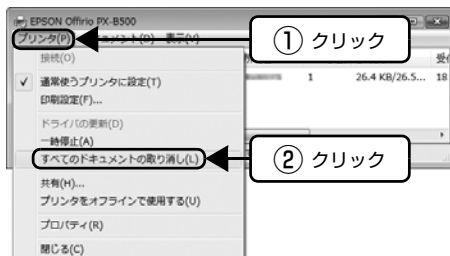 EPSON Offirio PX-B500
プリンタ(P)
表示(V)
① クリック
接続(O)
受
1 26.4 KB/26.5... 18
✓ 通常使うプリンタに設定(T)
印刷設定(F)...
ドライバの更新(D)
一時停止(A)
すべてのドキュメントの取り消し(L)
② クリック
共有(H)...
プリンタをオフラインで使用する(U)
プロパティ(R)
閉じる(C)